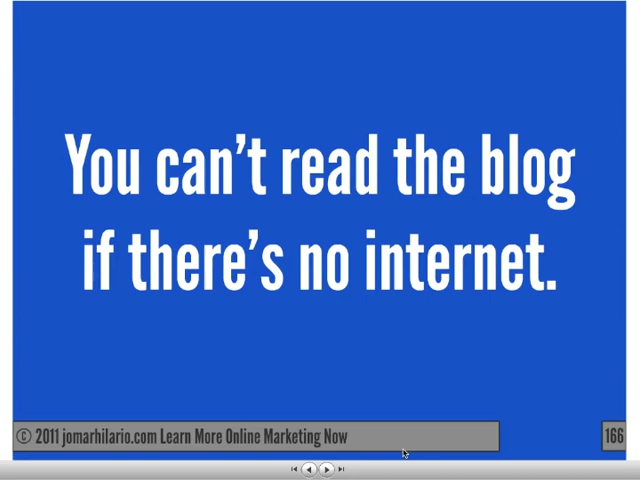 You can’t read the blog
if there’s no internet.
© 2011 jomarhilario.com Learn More Online Marketing Now
166